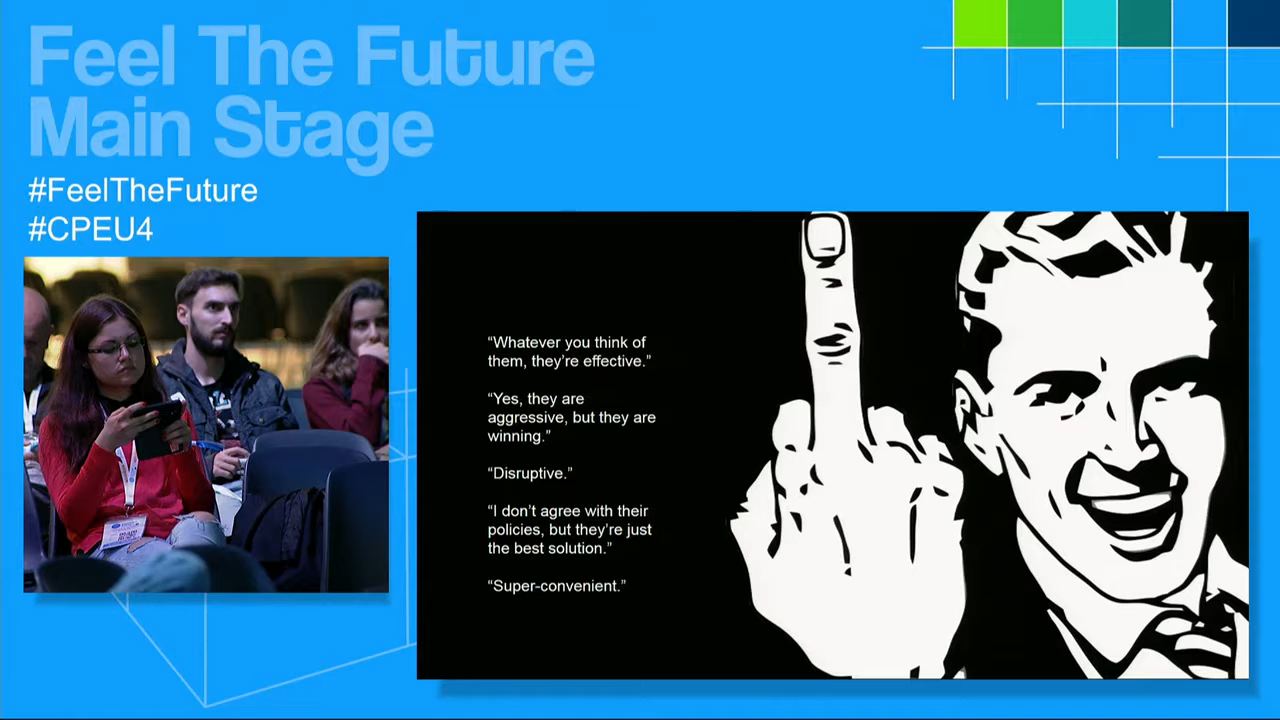 Feel The Future
Main Stage
#FeelTheFuture
#CPEU4
“Whatever you think of
them, they’re effective.”
“Yes, they are
aggressive, but they are
winning.”
“Disruptive.”
“I don’t agree with their
policies, but they’re just
the best solution.”
“Super-convenient.”